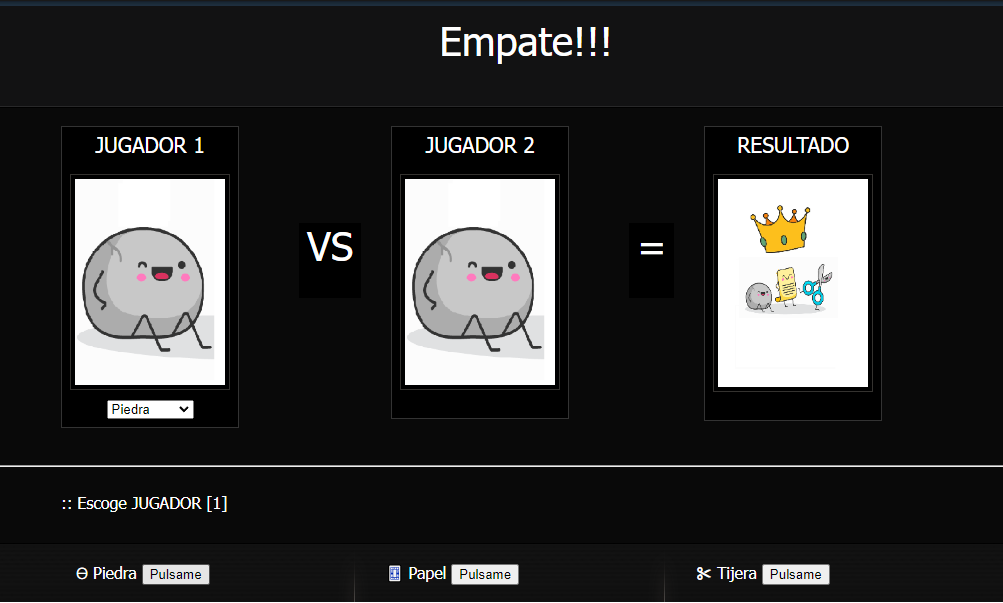 Empate!!!
JUGADOR 1
JUGADOR 2
RESULTADO
VS
=
Piedra
:: Escoge JUGADOR [1]
Piedra Pulsame
Papel Pulsame
Tijera Pulsame